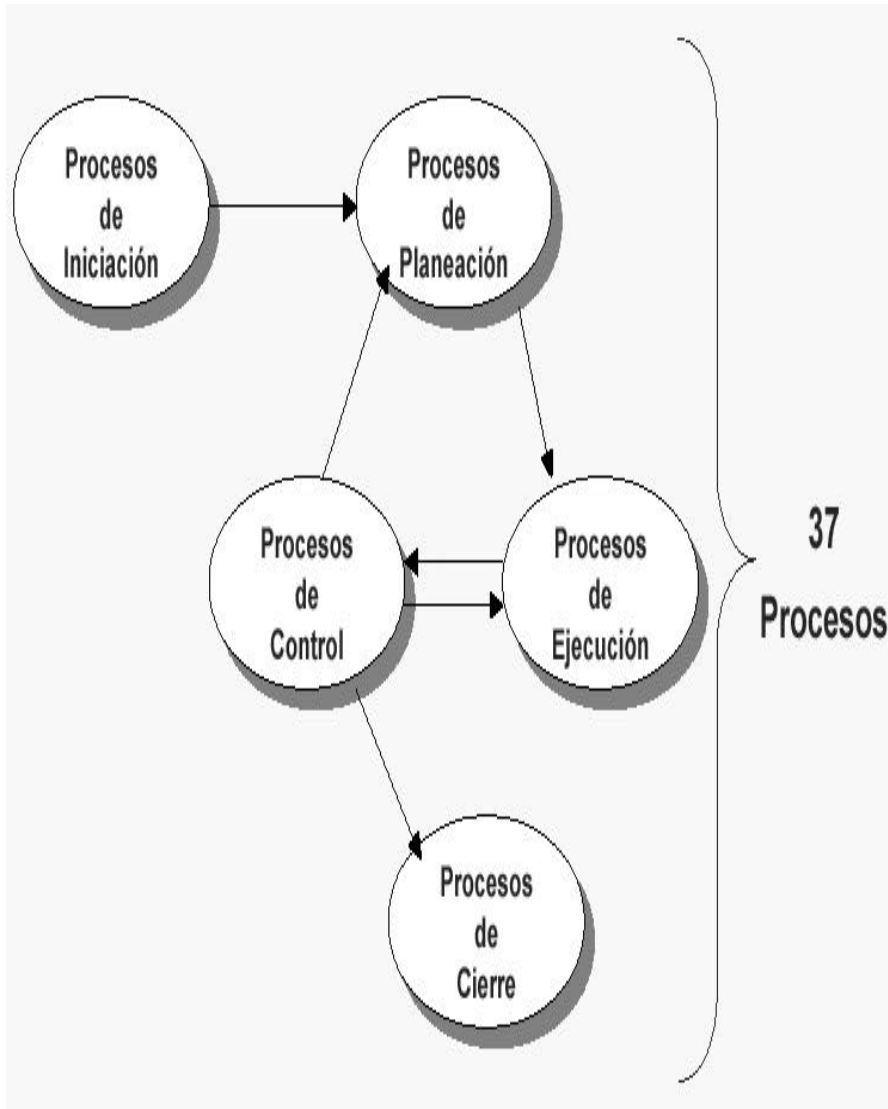 Procesos
de
Iniciación
Procesos
de
Planeación
Procesos
de
Control
Procesos
de
Ejecución
Procesos
de
Cierre
37
Procesos